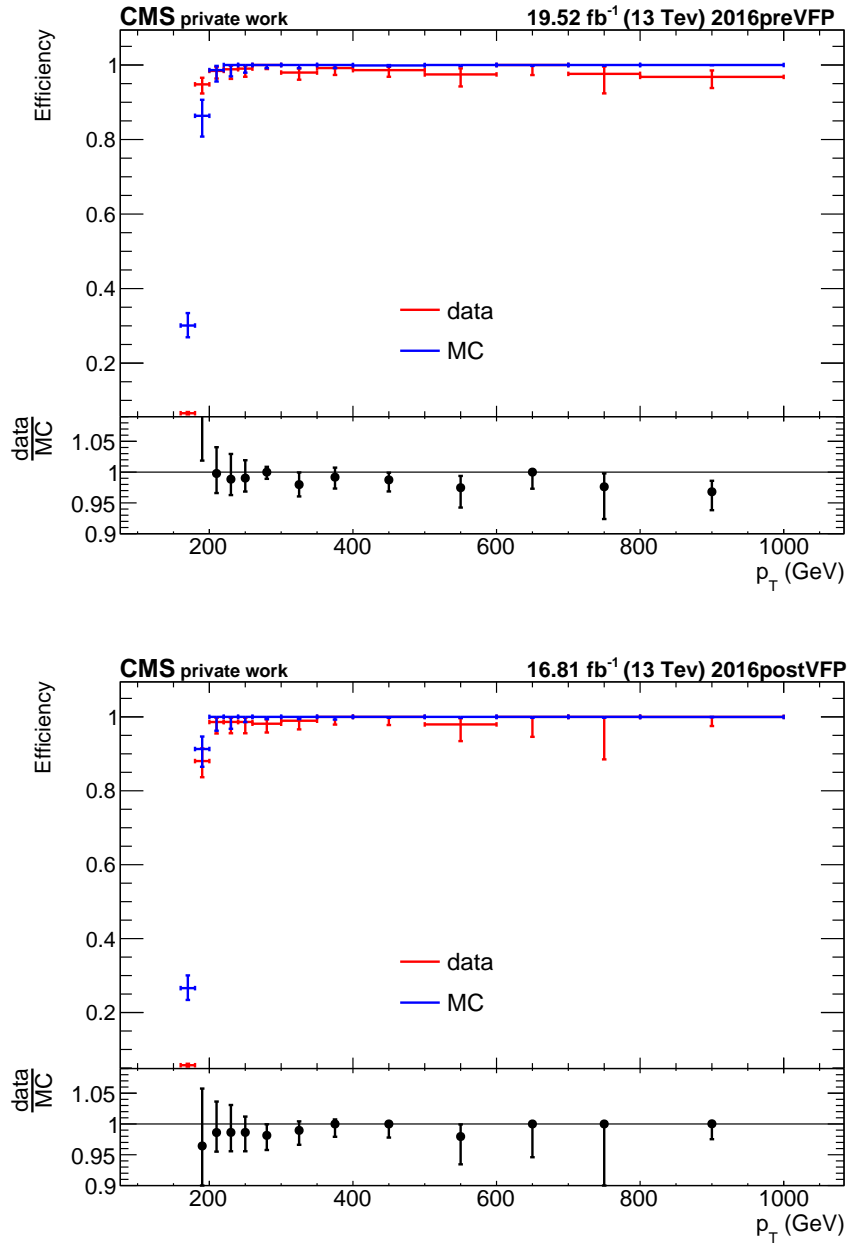 CMS private work 19.52 fb⁻¹ (13 Tev) 2016preVFP
Efficiency
1
0.8
0.6
0.4
0.2
data
MC
data
MC
1.05
1
0.95
0.9
200 400 600 800 1000
p_T (GeV)
CMS private work 16.81 fb⁻¹ (13 Tev) 2016postVFP
Efficiency
1
0.8
0.6
0.4
0.2
data
MC
data
MC
1.05
1
0.95
0.9
200 400 600 800 1000
p_T (GeV)